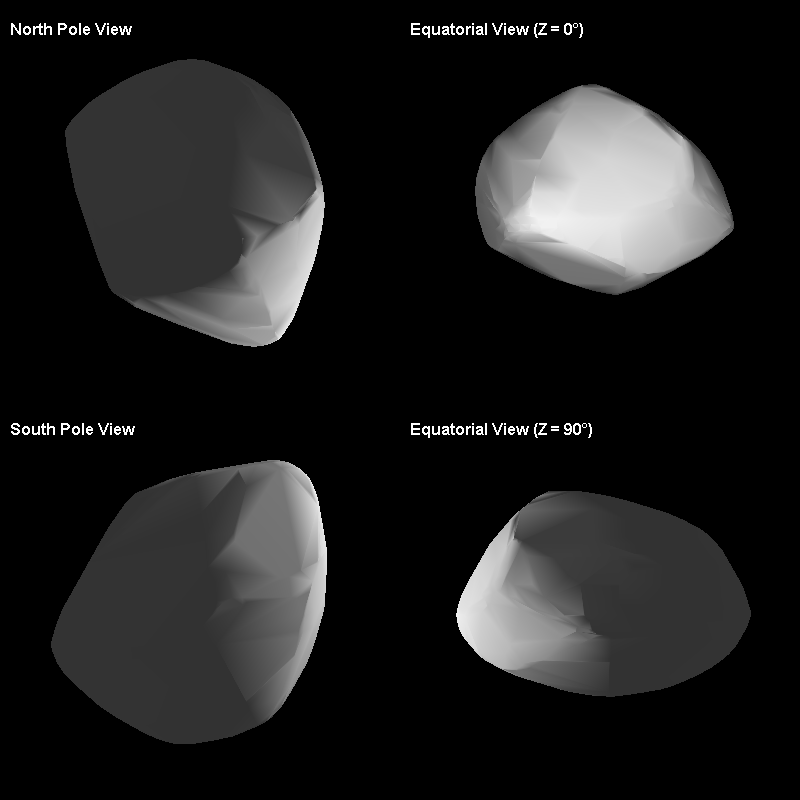 North Pole View
Equatorial View (Z = 0°)
South Pole View
Equatorial View (Z = 90°)